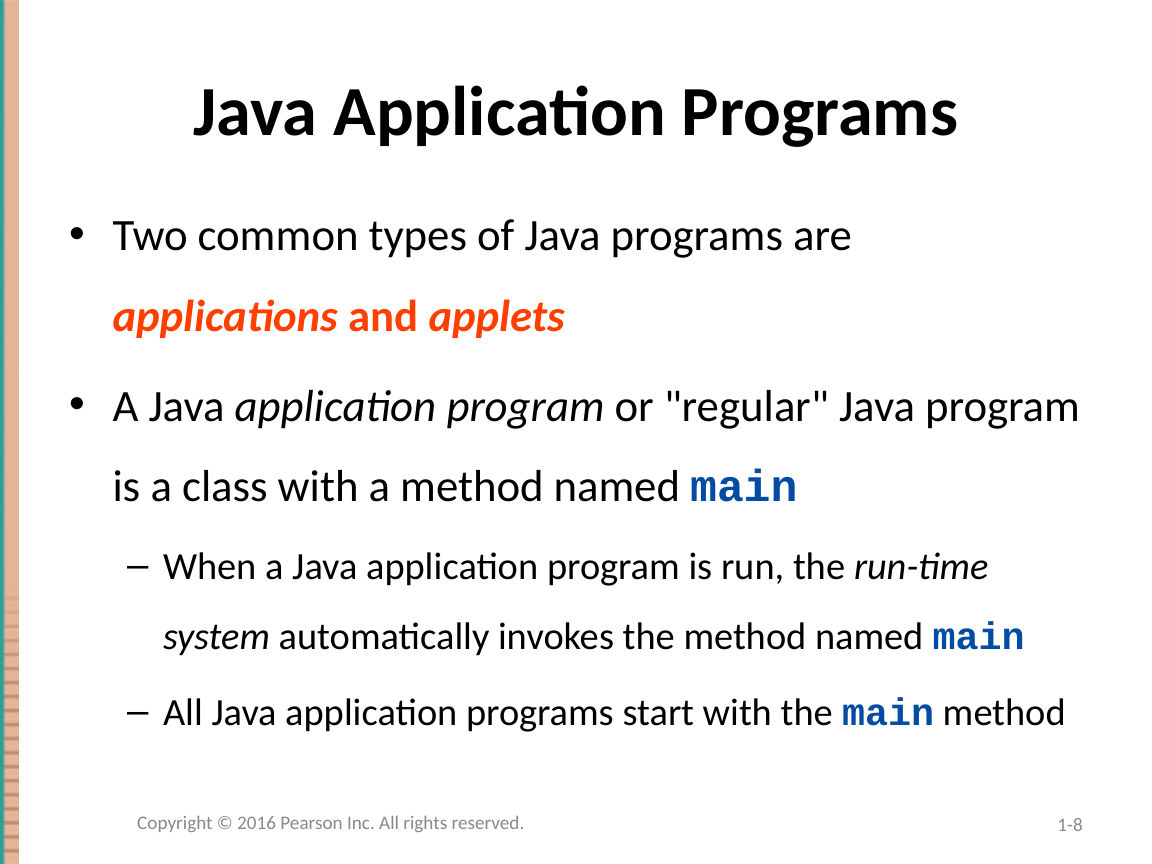 Java Application Programs
• Two common types of Java programs are
applications and applets
• A Java application program or "regular" Java program
is a class with a method named main
– When a Java application program is run, the run-time
system automatically invokes the method named main
– All Java application programs start with the main method
Copyright © 2016 Pearson Inc. All rights reserved.
1-8